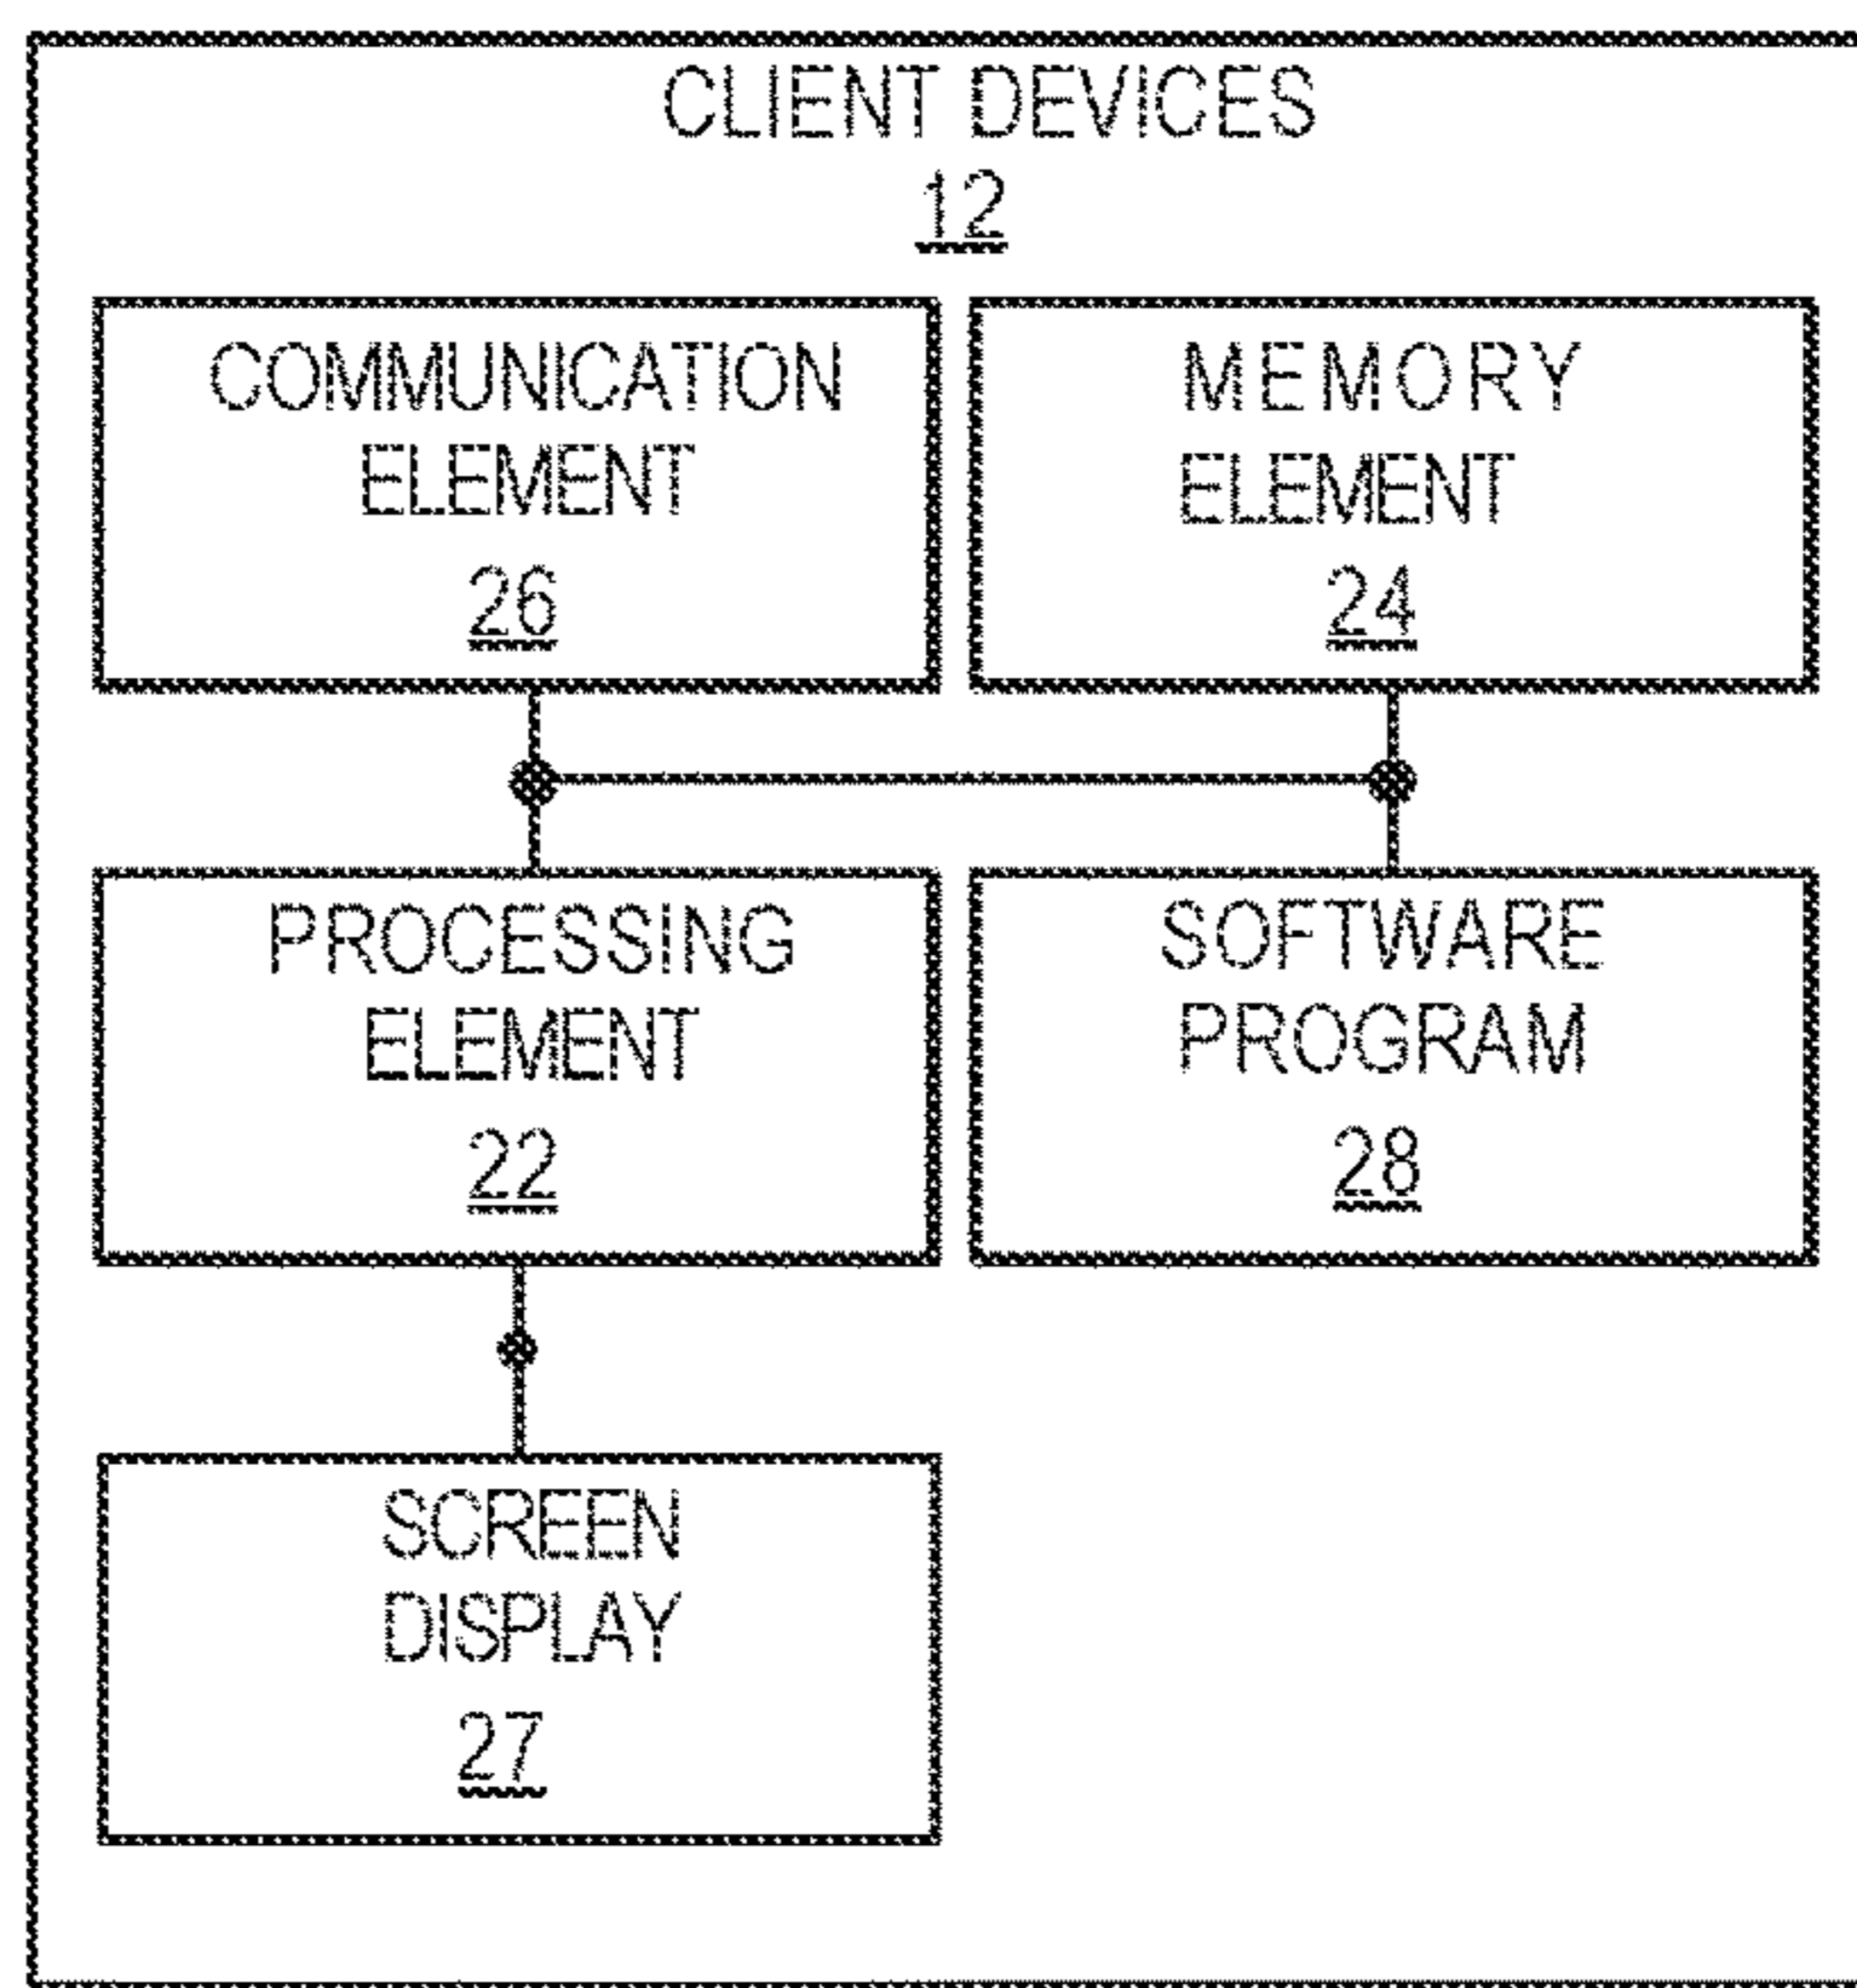 CLIENT DEVICES
12
COMMUNICATION
ELEMENT
26
MEMORY
ELEMENT
24
PROCESSING
ELEMENT
22
SOFTWARE
PROGRAM
28
SCREEN
DISPLAY
27